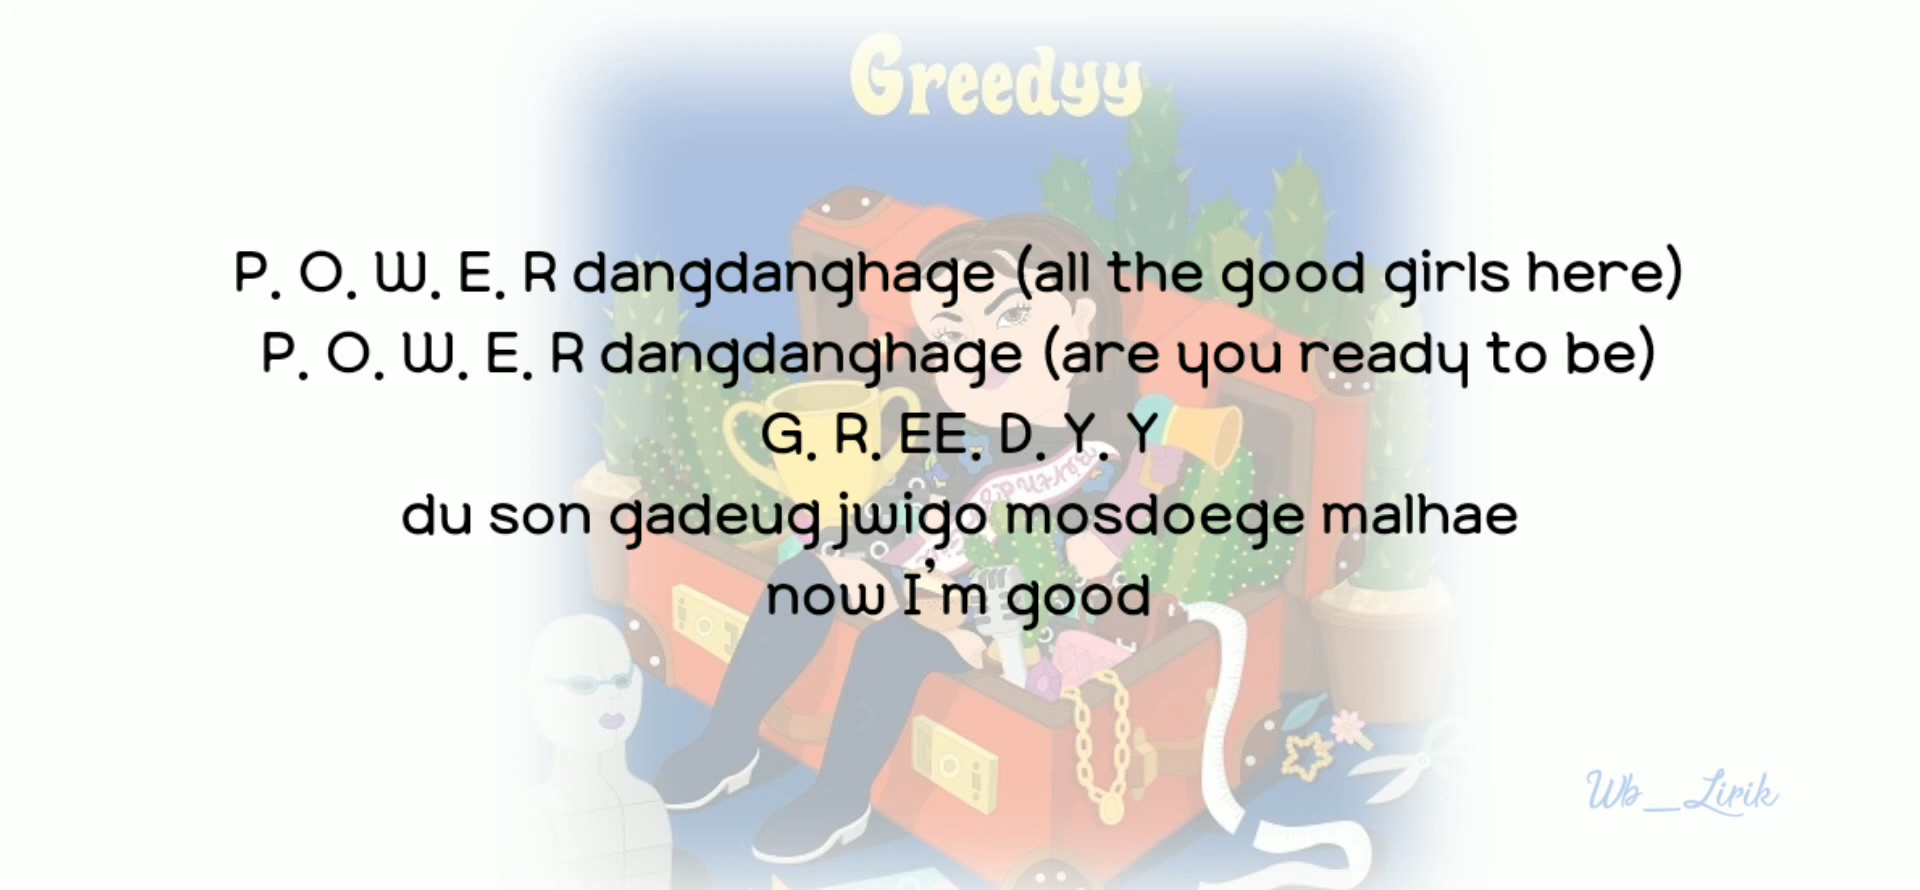 Greedyy
P. O. W. E. R dangdanghage (all the good girls here)
P. O. W. E. R dangdanghage (are you ready to be)
G. R. EE. D. Y. Y
du son gadeug jwigo mosdoege malhae
now I'm good
Wb_Lirik